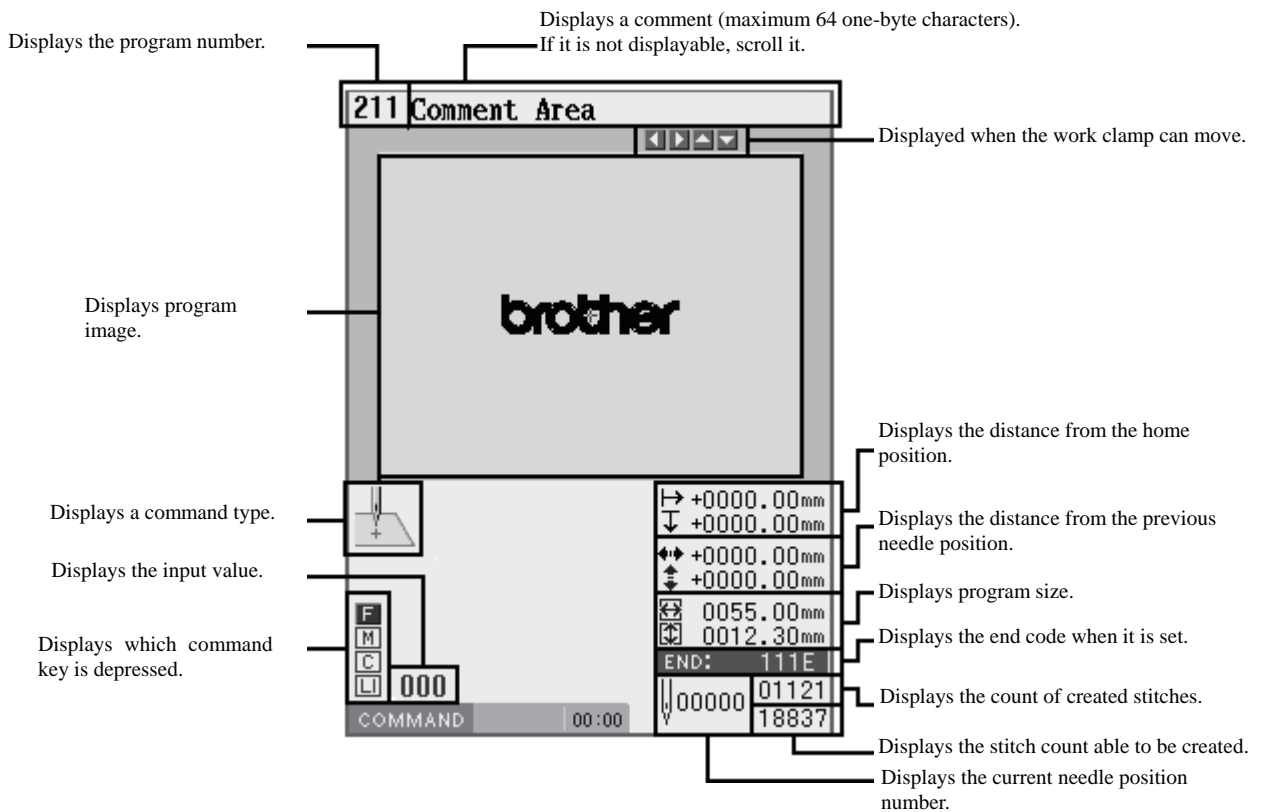 Displays a comment (maximum 64 one-byte characters).
If it is not displayable, scroll it.
Displays the program number.
211 Comment Area
Displayed when the work clamp can move.
Displays program
image.
brother
Displays the distance from the home
position.
+0000.00mm
+0000.00mm
Displays a command type.
Displays the distance from the previous
needle position.
+0000.00mm
+0000.00mm
Displays the input value.
Displays program size.
0055.00mm
0012.30mm
Displays which command
key is depressed.
F
M
C
LI
000
Displays the end code when it is set.
END: 111E
Displays the count of created stitches.
00000 01121
18837
COMMAND 00:00
Displays the stitch count able to be created.
Displays the current needle position
number.